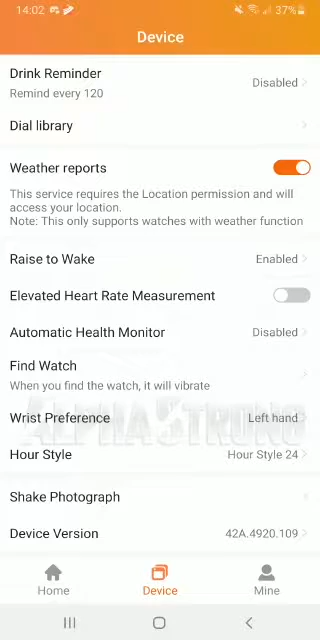 14:02 37%
Device
Drink Reminder
Remind every 120
Disabled
Dial library
Weather reports
This service requires the Location permission and will
access your location.
Note: This only supports watches with weather function
Raise to Wake Enabled
Elevated Heart Rate Measurement
Automatic Health Monitor Disabled
Find Watch
When you find the watch, it will vibrate
Wrist Preference Left hand
ALPHASTRONG
Hour Style Hour Style 24
Shake Photograph
Device Version 42A.4920.109
Home Device Mine